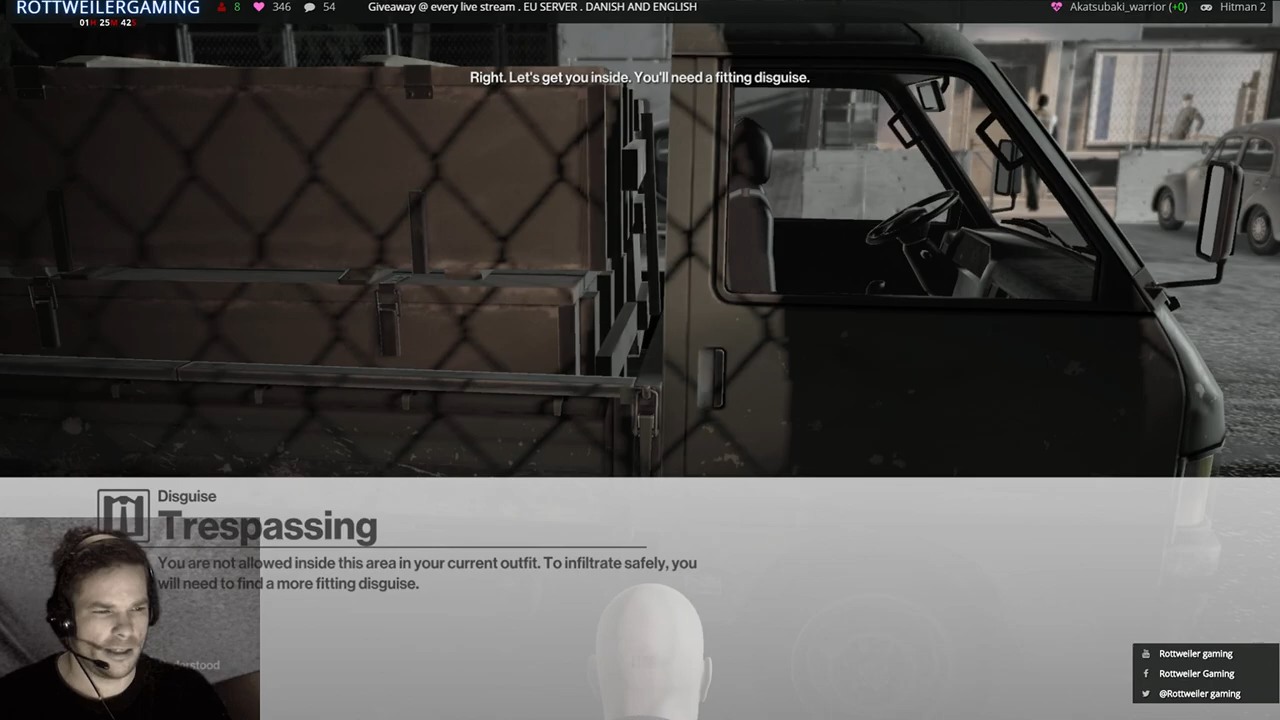 ROTTWEILERGAMING
8 346 54
Giveaway @ every live stream . EU SERVER . DANISH AND ENGLISH
Akatsubaki_warrior (+0) Hitman 2
01H 25M 42S
Right. Let's get you inside. You'll need a fitting disguise.
Disguise
Trespassing
You are not allowed inside this area in your current outfit. To infiltrate safely, you
will need to find a more fitting disguise.
Rottweiler gaming
Rottweiler Gaming
@Rottweiler gaming